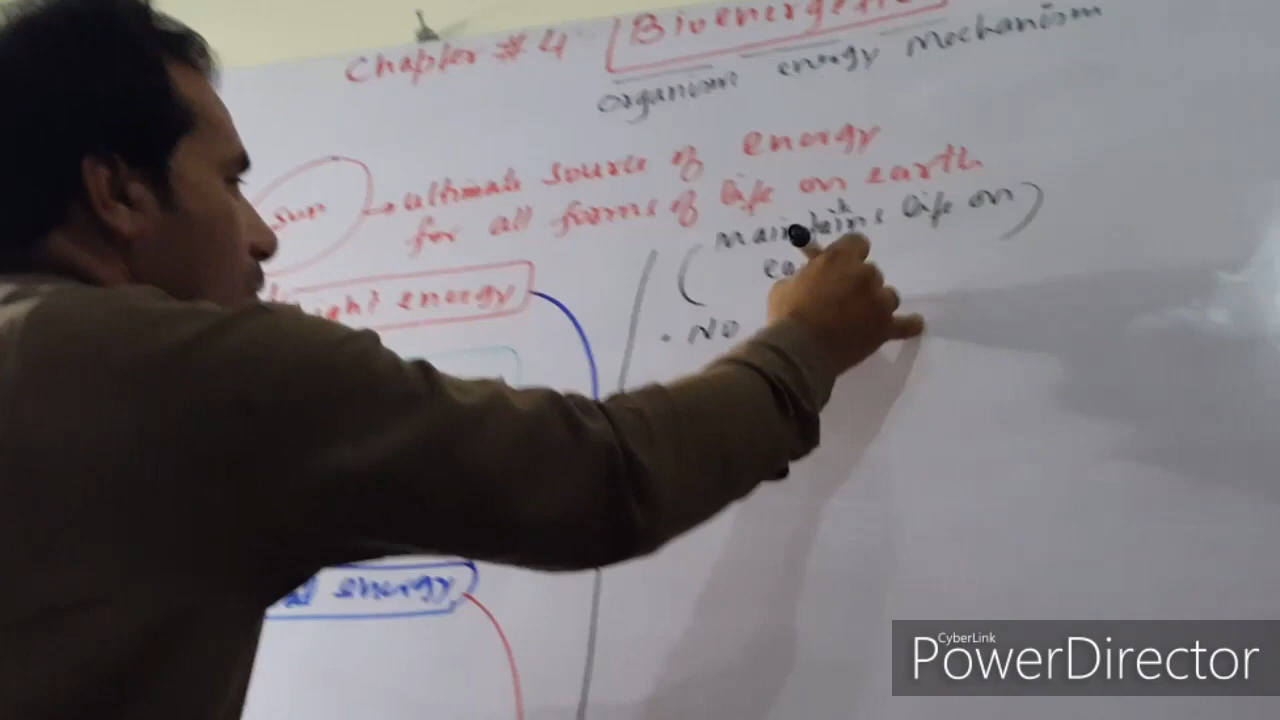 Chapter # 4 Bioenergetic
organism energy mechanism
sun → ultimate source of energy
for all forms of life on earth
(maintains life on)
light energy
. No
energy
CyberLink
PowerDirector